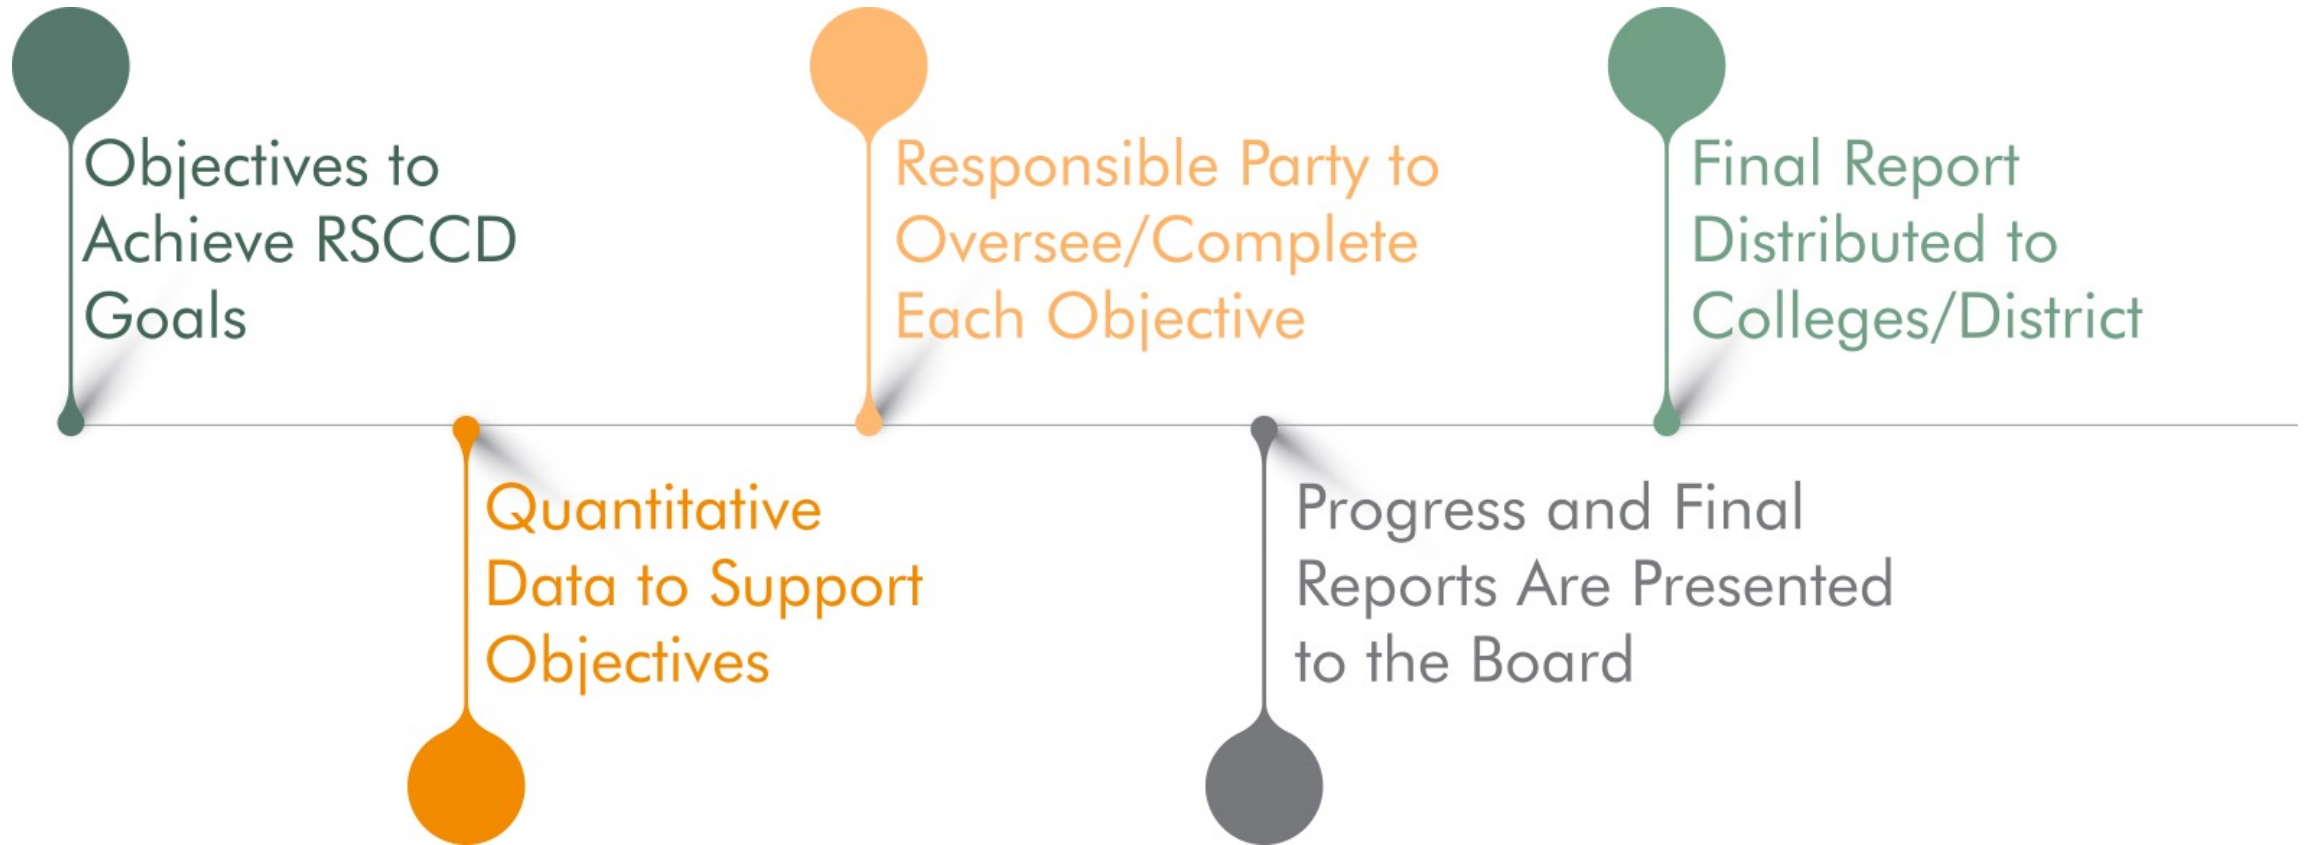 Objectives to
Achieve RSCCD
Goals
Quantitative
Data to Support
Objectives
Responsible Party to
Oversee/Complete
Each Objective
Progress and Final
Reports Are Presented
to the Board
Final Report
Distributed to
Colleges/District